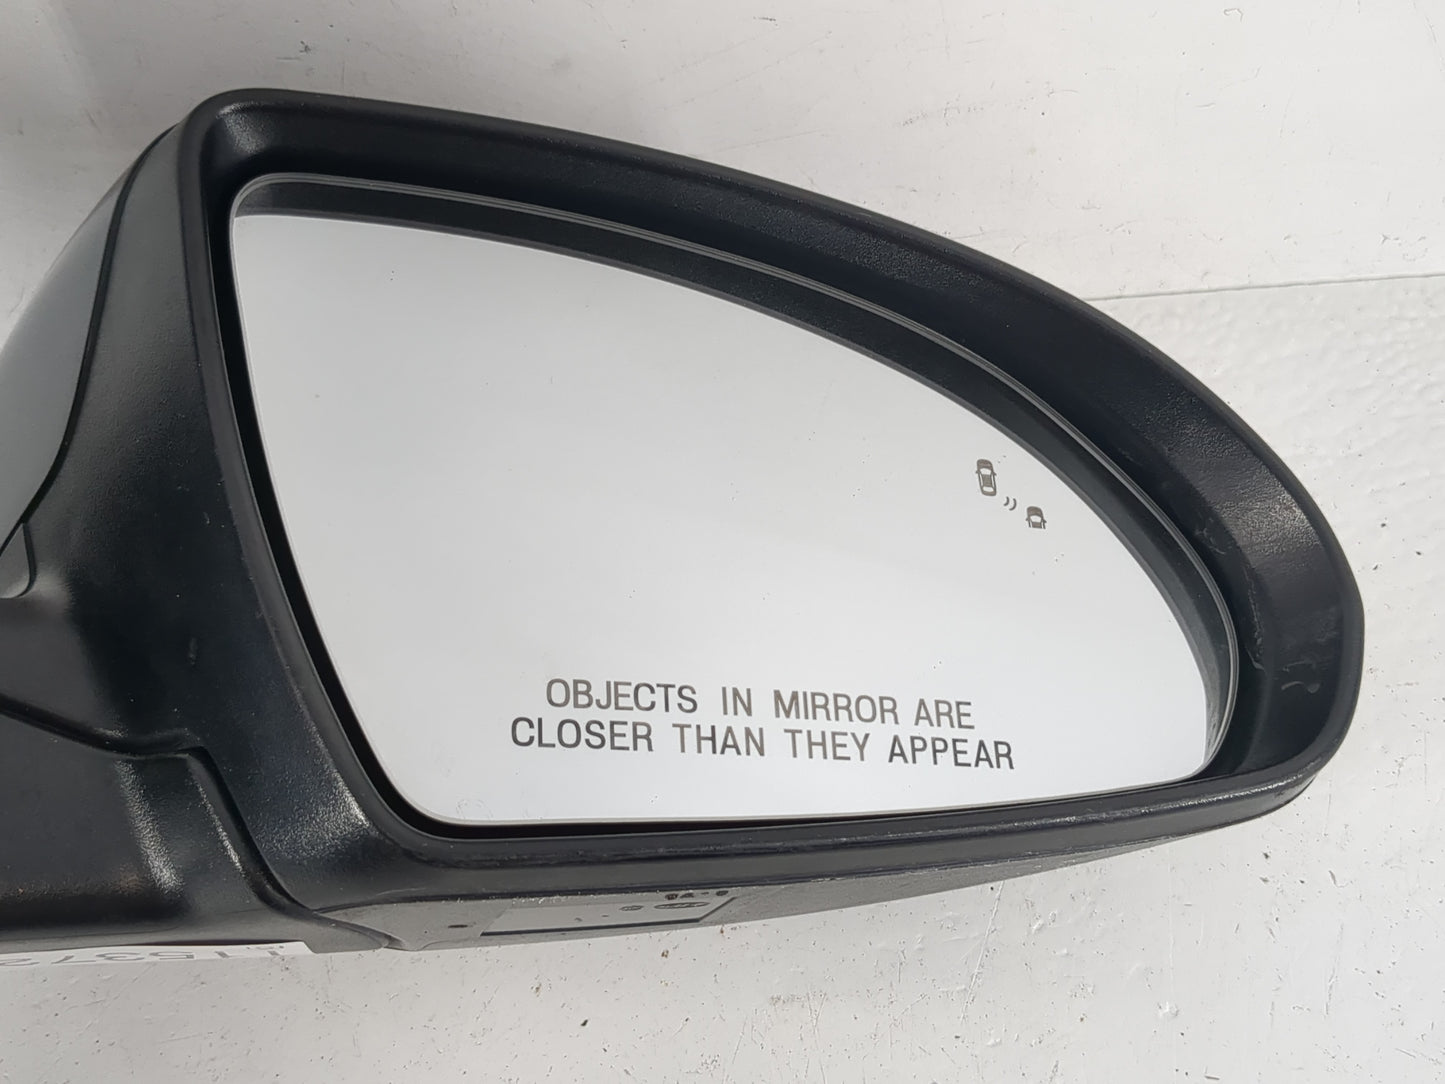 OBJECTS IN MIRROR ARE
CLOSER THAN THEY APPEAR